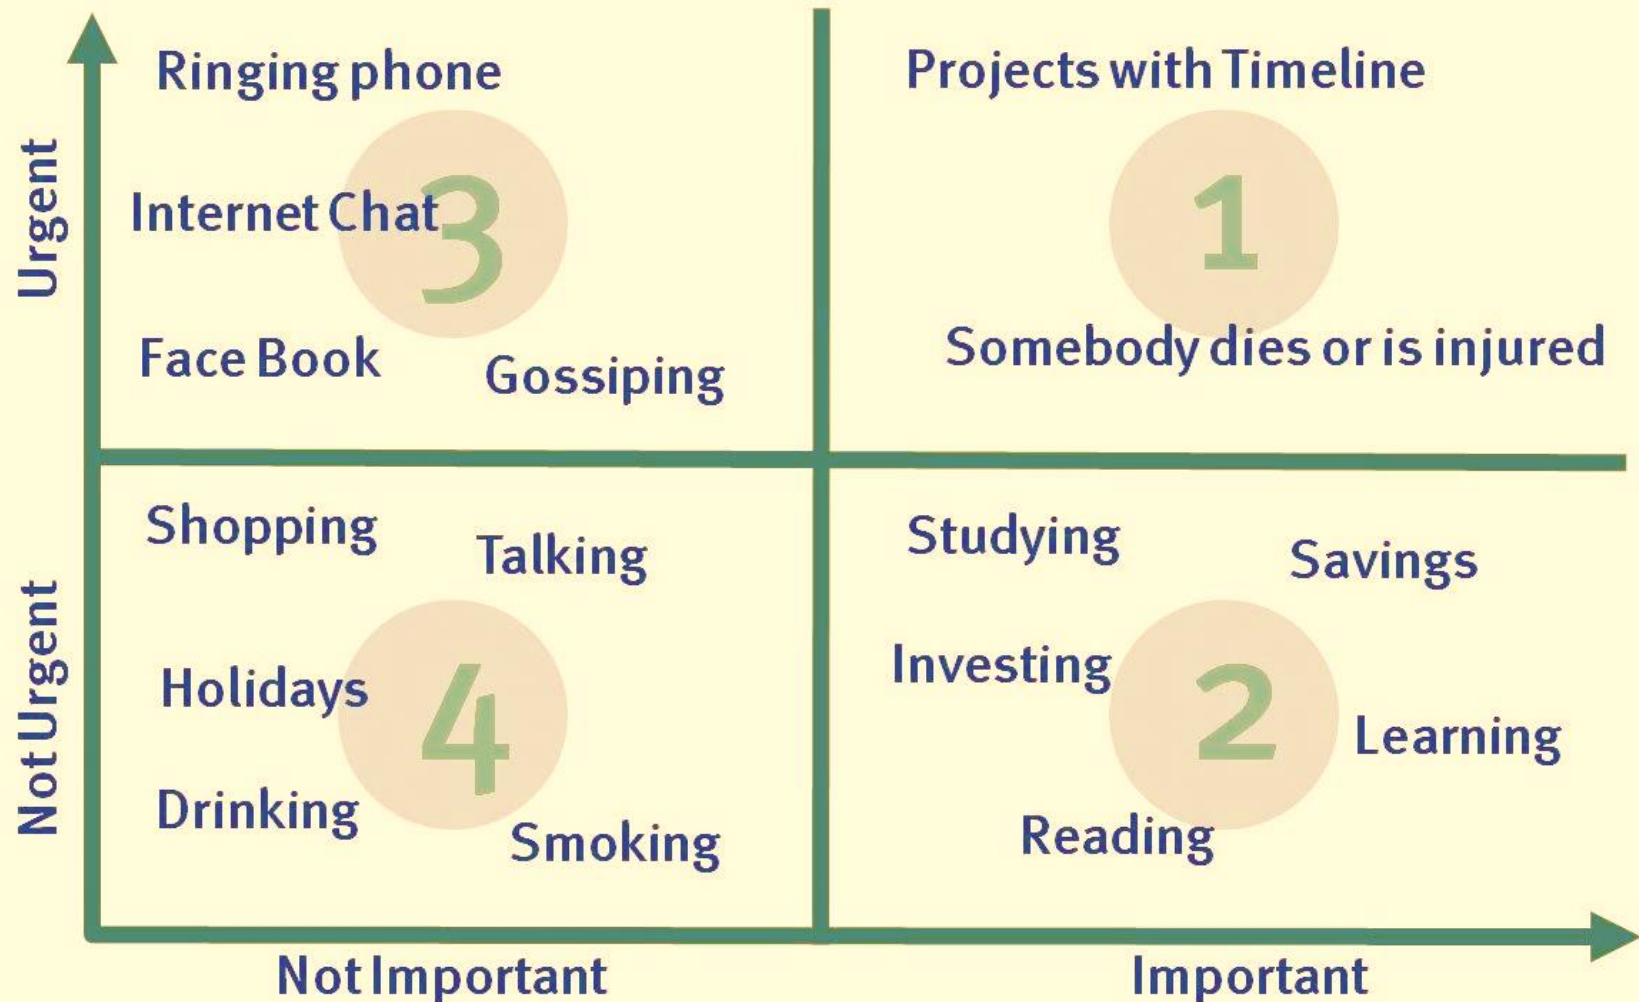 Ringing phone
Projects with Timeline
3
1
Internet Chat
Face Book
Gossiping
Somebody dies or is injured
Urgent
Shopping
Talking
Studying
Savings
Holidays
4
Investing
2
Learning
Drinking
Smoking
Reading
Not Urgent
Not Important
Important